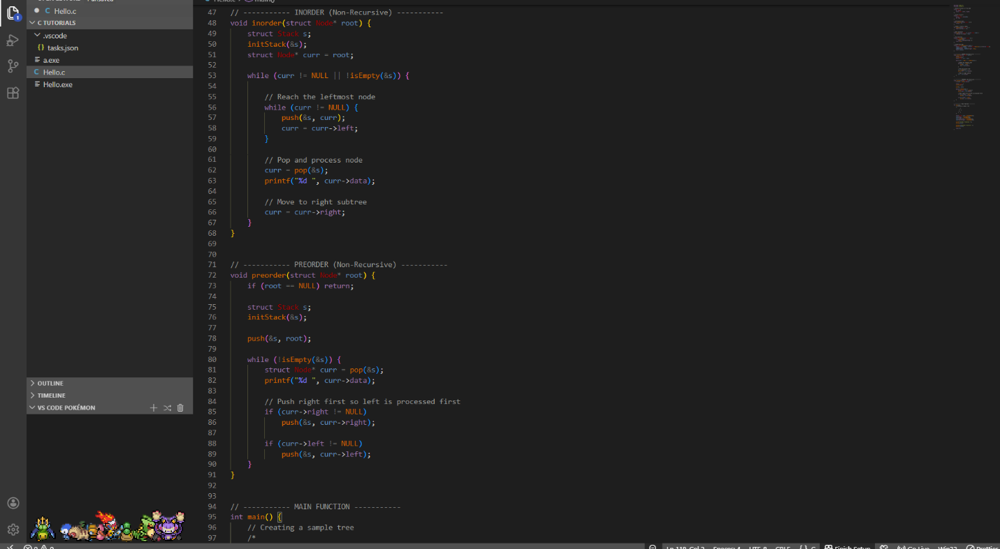 Hello.c
C TUTORIALS
.vscode
{} tasks.json
a.exe
C Hello.c
Hello.exe
OUTLINE
TIMELINE
VS CODE POKÉMON
1
47 // ----------- INORDER (Non-Recursive) -----------
48 void inorder(struct Node* root) {
49 struct Stack s;
50 initStack(&s);
51 struct Node* curr = root;
52
53 while (curr != NULL || !isEmpty(&s)) {
54
55 // Reach the leftmost node
56 while (curr != NULL) {
57 push(&s, curr);
58 curr = curr->left;
59 }
60
61 // Pop and process node
62 curr = pop(&s);
63 printf("%d ", curr->data);
64
65 // Move to right subtree
66 curr = curr->right;
67 }
68 }
69
70
71 // ----------- PREORDER (Non-Recursive) -----------
72 void preorder(struct Node* root) {
73 if (root == NULL) return;
74
75 struct Stack s;
76 initStack(&s);
77
78 push(&s, root);
79
80 while (!isEmpty(&s)) {
81 struct Node* curr = pop(&s);
82 printf("%d ", curr->data);
83
84 // Push right first so left is processed first
85 if (curr->right != NULL)
86 push(&s, curr->right);
87
88 if (curr->left != NULL)
89 push(&s, curr->left);
90 }
91 }
92
93
94 // ----------- MAIN FUNCTION -----------
95 int main() {
96 // Creating a sample tree
97 /*
Finish Setup Go Live Win32 Prettier